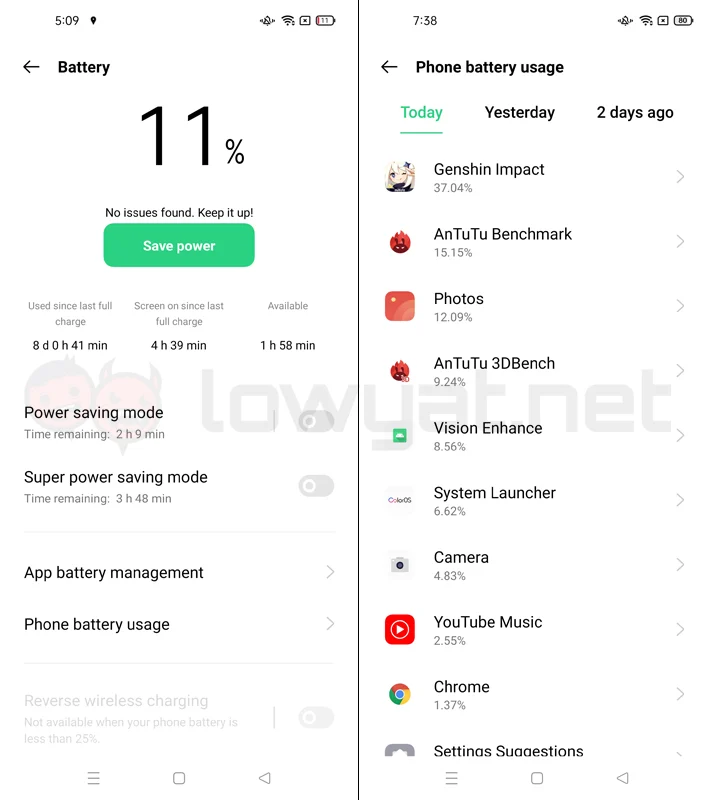 5:09
11
Battery
11%
No issues found. Keep it up!
Save power
Used since last full
charge
8 d 0 h 41 min
Screen on since last
full charge
4 h 39 min
Available
1 h 58 min
Power saving mode
Time remaining: 2 h 9 min
Super power saving mode
Time remaining: 3 h 48 min
App battery management
Phone battery usage
Reverse wireless charging
Not available when your phone battery is
less than 25%.
7:38
80
Phone battery usage
Today
Yesterday
2 days ago
Genshin Impact
37.04%
AnTuTu Benchmark
15.15%
Photos
12.09%
3D
AnTuTu 3DBench
9.24%
Vision Enhance
8.56%
ColorOS
System Launcher
6.62%
Camera
4.83%
YouTube Music
2.55%
Chrome
1.37%
Settings Suggestions
lowyat.net